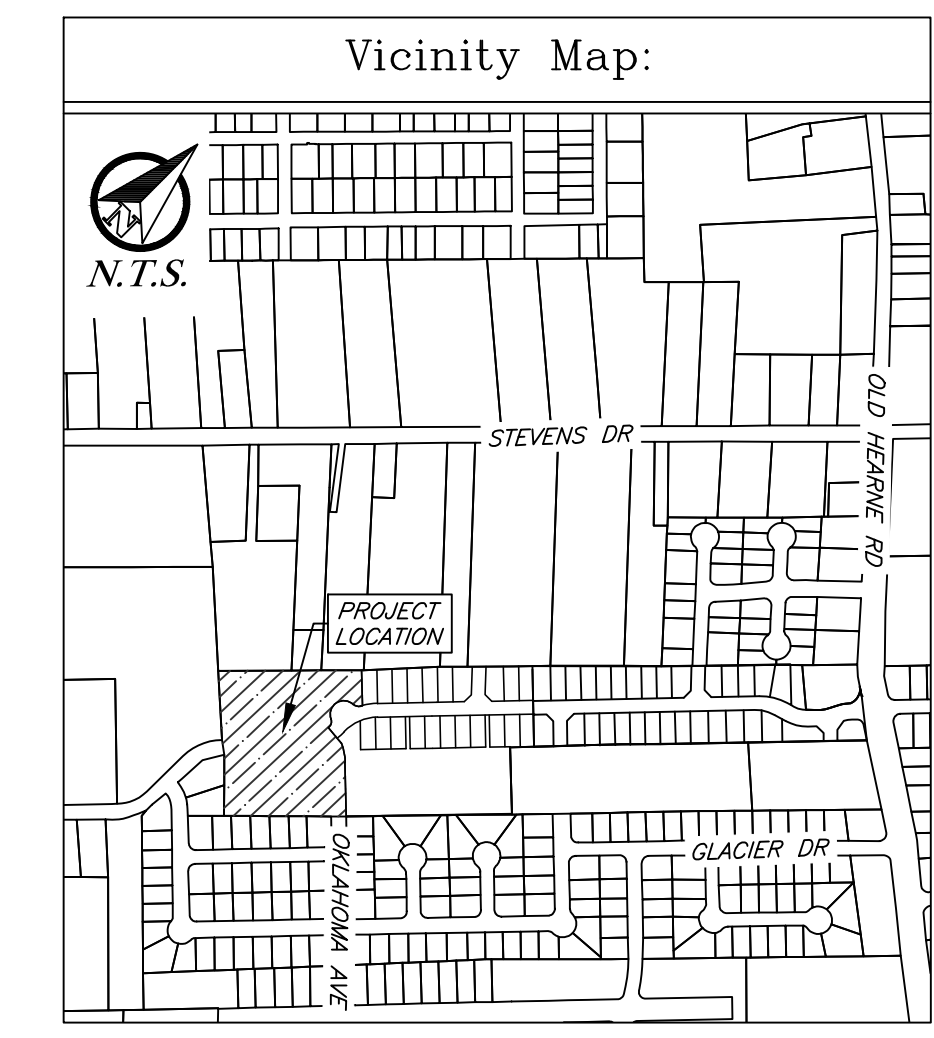 Vicinity Map:
N
N.T.S.
STEVENS DR
OLD HEARNE RD
PROJECT
LOCATION
OKLAHOMA AVE
GLACIER DR